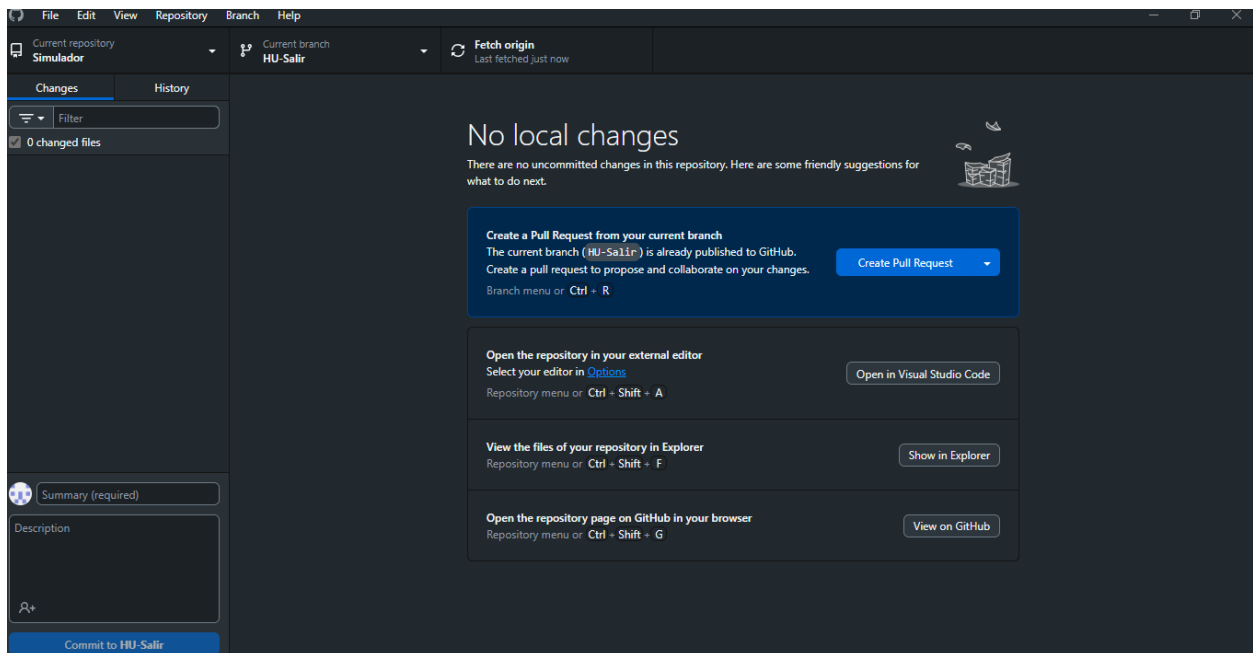 File Edit View Repository Branch Help
Current repository
Simulador
Current branch
HU-Salir
Fetch origin
Last fetched just now
Changes History
Filter
0 changed files
No local changes
There are no uncommitted changes in this repository. Here are some friendly suggestions for
what to do next.
Create a Pull Request from your current branch
The current branch ( HU-Salir ) is already published to GitHub.
Create a pull request to propose and collaborate on your changes.
Branch menu or Ctrl + R
Create Pull Request
Open the repository in your external editor
Select your editor in Options
Repository menu or Ctrl + Shift + A
Open in Visual Studio Code
View the files of your repository in Explorer
Repository menu or Ctrl + Shift + F
Show in Explorer
Open the repository page on GitHub in your browser
Repository menu or Ctrl + Shift + G
View on GitHub
Summary (required)
Description
Commit to HU-Salir